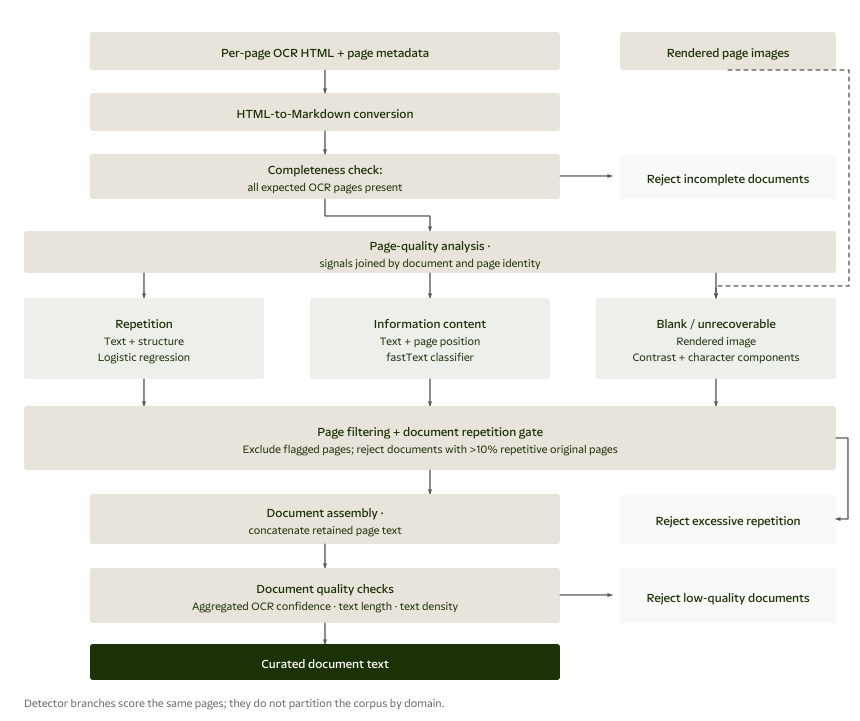 Per-page OCR HTML + page metadata
Rendered page images
HTML-to-Markdown conversion
Completeness check:
all expected OCR pages present
Reject incomplete documents
Page-quality analysis ·
signals joined by document and page identity
Repetition
Text + structure
Logistic regression
Information content
Text + page position
fastText classifier
Blank / unrecoverable
Rendered image
Contrast + character components
Page filtering + document repetition gate
Exclude flagged pages; reject documents with >10% repetitive original pages
Document assembly ·
concatenate retained page text
Reject excessive repetition
Document quality checks
Aggregated OCR confidence · text length · text density
Reject low-quality documents
Curated document text
Detector branches score the same pages; they do not partition the corpus by domain.